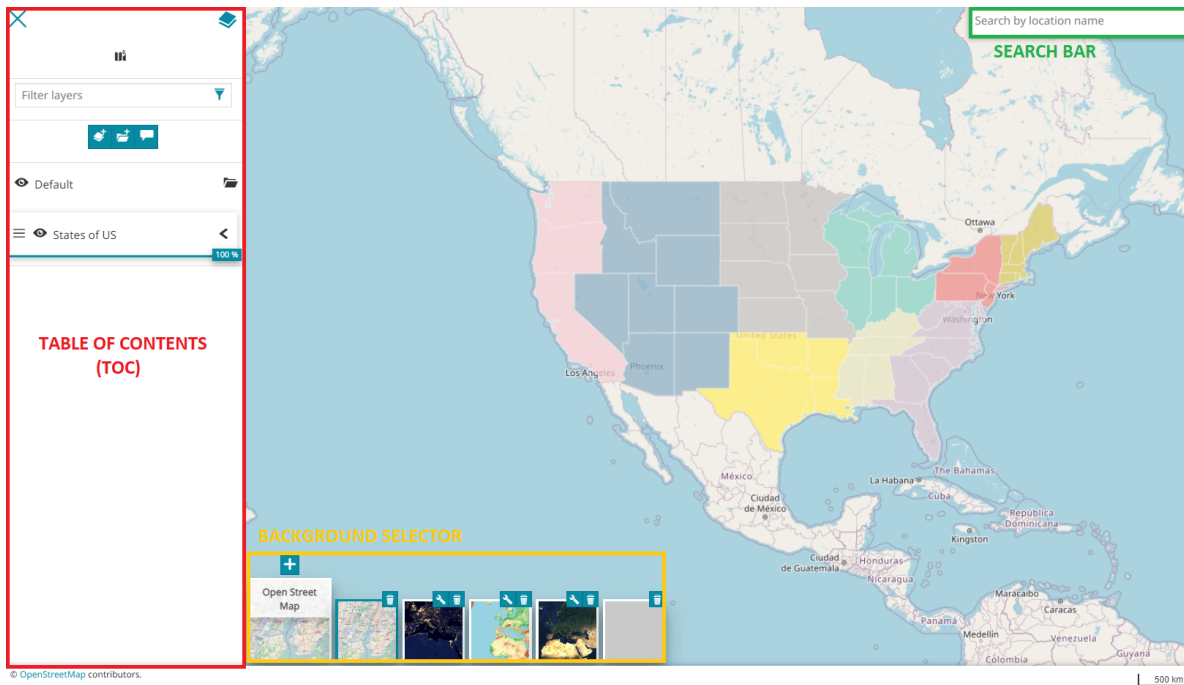 Search by location name
SEARCH BAR
Filter layers
Default
States of US
100 %
TABLE OF CONTENTS
(TOC)
Ottawa
New York
Washington
United States
Phoenix
Los Angeles
The Bahamas
México
La Habana
Cuba
Ciudad
de México
República
Dominicana
Kingston
BACKGROUND SELECTOR
Ciudad
de Guatemala
Honduras
Nicaragua
Open Street
Map
Maracaibo
Caracas
Panamá
Medellín
Venezuela
Guyana
Colombia
© OpenStreetMap contributors.
500 km